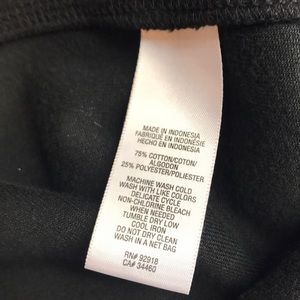 MADE IN INDONESIA
FABRIQUÉ EN INDONÉSIE
HECHO EN INDONESIA
75% COTTON/COTON/
ALGODON
25% POLYESTER/POLIESTER
MACHINE WASH COLD
WASH WITH LIKE COLORS
DELICATE CYCLE
NON-CHLORINE BLEACH
WHEN NEEDED
TUMBLE DRY LOW
COOL IRON
DO NOT DRY CLEAN
WASH IN A NET BAG
RN# 92918
CA# 34460